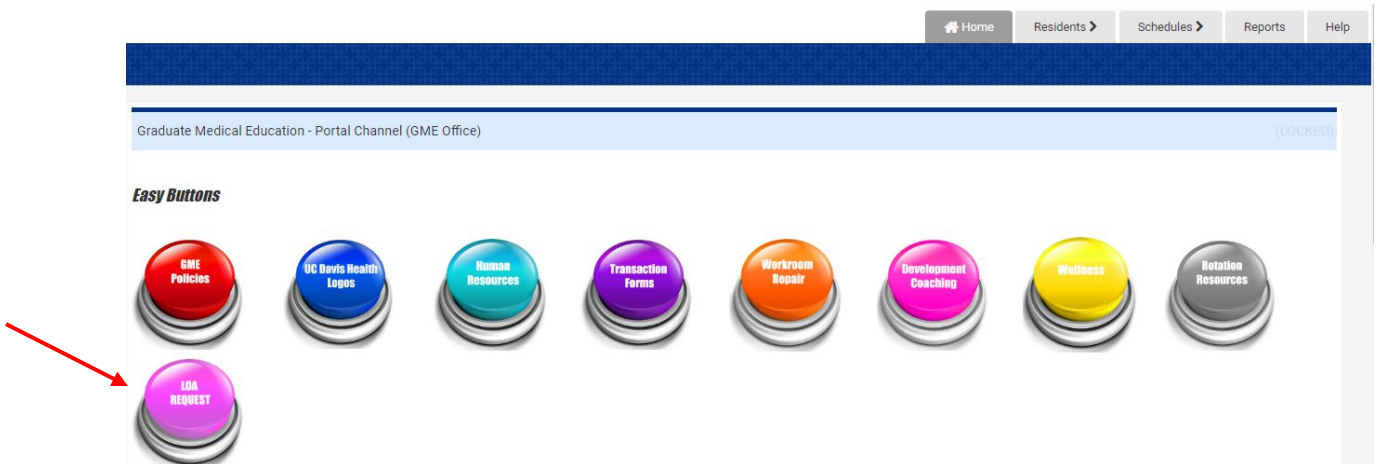 Home Residents Schedules Reports Help
Graduate Medical Education - Portal Channel (GME Office) (LOCKED)
Easy Buttons
GME
Policies
UC Davis Health
Logos
Human
Resources
Transaction
Forms
Workroom
Repair
Development
Coaching
Wellness
Rotation
Resources
LOA
REQUEST